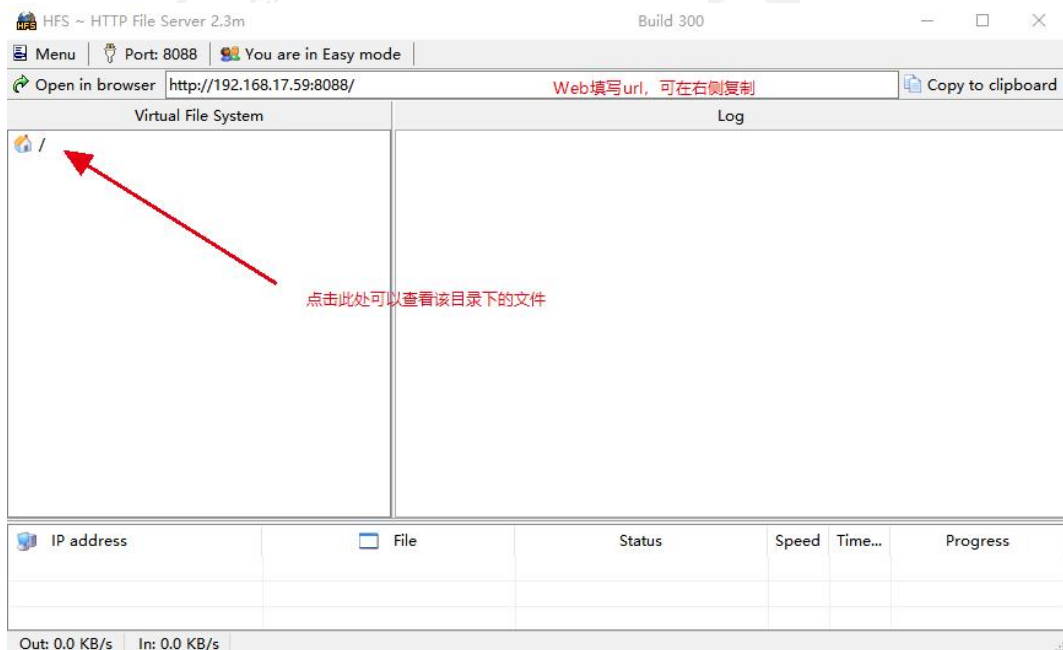 HFS ~ HTTP File Server 2.3m Build 300
Menu Port: 8088 You are in Easy mode
Open in browser http://192.168.17.59:8088/ Web填写url，可在右侧复制 Copy to clipboard
Virtual File System Log
/
点击此处可以查看该目录下的文件
IP address File Status Speed Time... Progress
Out: 0.0 KB/s In: 0.0 KB/s